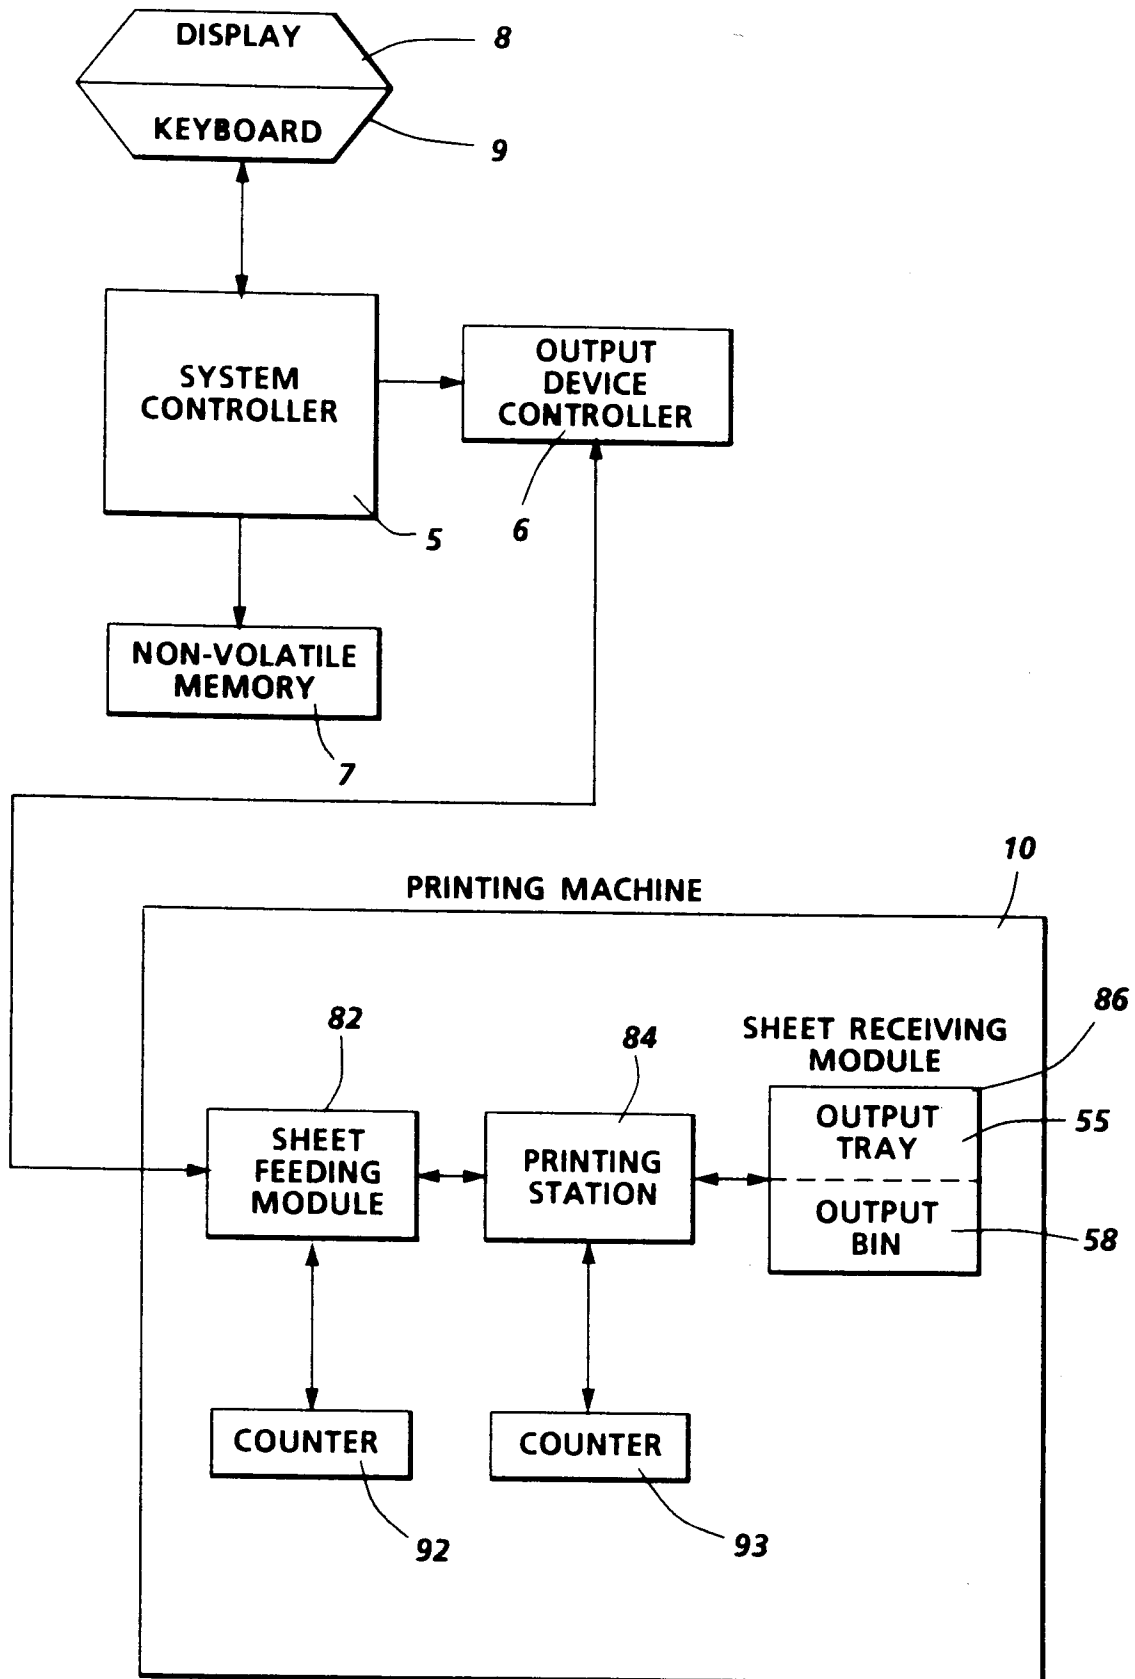 DISPLAY
8
KEYBOARD
9
SYSTEM
CONTROLLER
5
OUTPUT
DEVICE
CONTROLLER
6
NON-VOLATILE
MEMORY
7
10
PRINTING MACHINE
82
84
SHEET RECEIVING
MODULE
86
SHEET
FEEDING
MODULE
PRINTING
STATION
OUTPUT
TRAY
55
OUTPUT
BIN
58
COUNTER
92
COUNTER
93